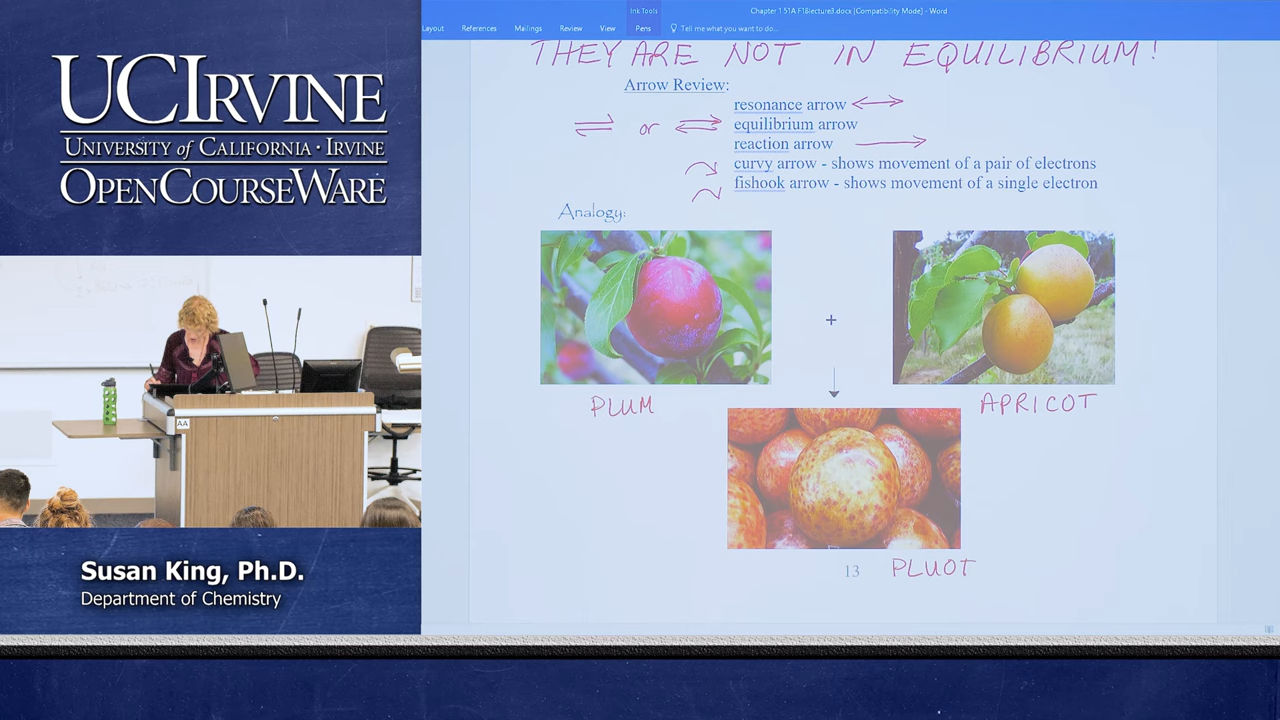 UCIRVINE
UNIVERSITY of CALIFORNIA · IRVINE
OPENCOURSEWARE
AA
Susan King, Ph.D.
Department of Chemistry
Ink Tools
Chapter 1 51A F16lecture3.docx [Compatibility Mode] - Word
Layout References Mailings Review View Pens Tell me what you want to do...
THEY ARE NOT IN EQUILIBRIUM!
Arrow Review:
resonance arrow
or equilibrium arrow
reaction arrow
curvy arrow - shows movement of a pair of electrons
fishook arrow - shows movement of a single electron
Analogy:
+
PLUM
APRICOT
13 PLUOT